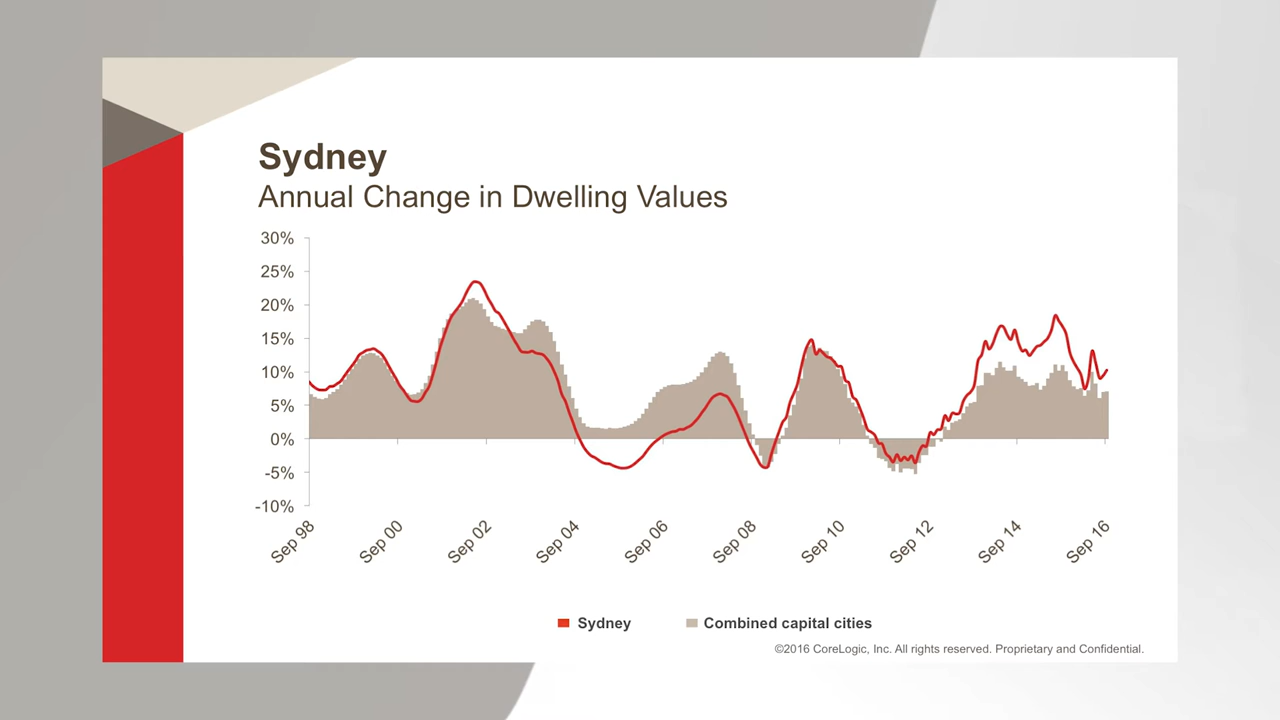 Sydney
Annual Change in Dwelling Values
30%
25%
20%
15%
10%
5%
0%
-5%
-10%
Sep 98
Sep 00
Sep 02
Sep 04
Sep 06
Sep 08
Sep 10
Sep 12
Sep 14
Sep 16
Sydney
Combined capital cities
©2016 CoreLogic, Inc. All rights reserved. Proprietary and Confidential.